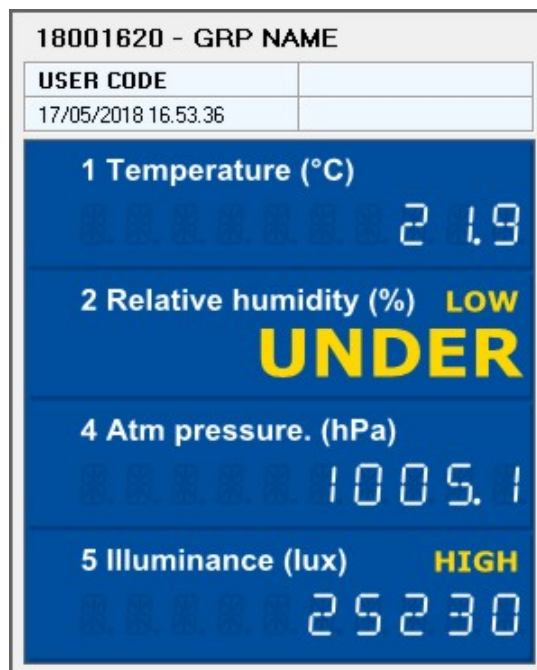 18001620 - GRP NAME
USER CODE
17/05/2018 16.53.36
1 Temperature (°C)
21.9
2 Relative humidity (%) LOW
UNDER
4 Atm pressure. (hPa)
1005.1
5 Illuminance (lux) HIGH
25230